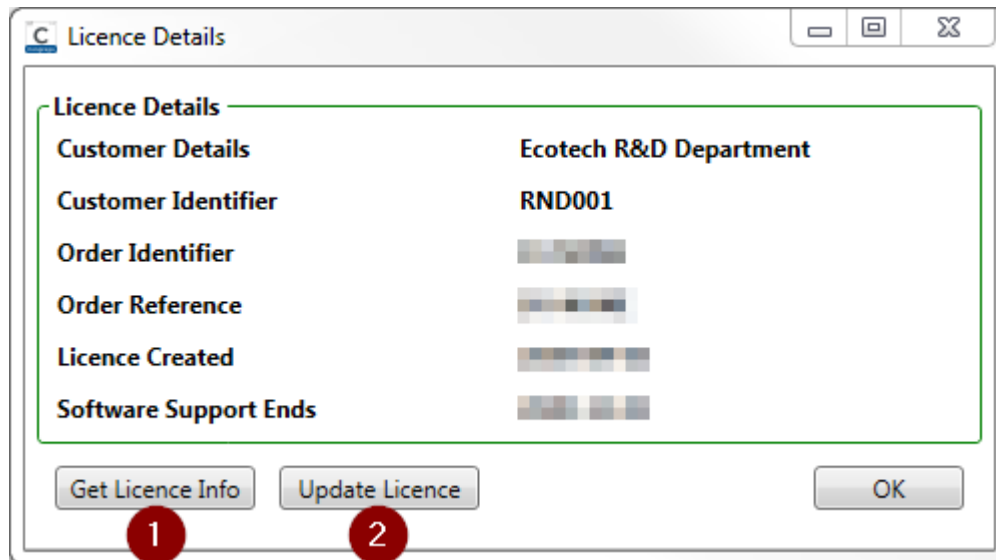 C Licence Details
Licence Details
Customer Details Ecotech R&D Department
Customer Identifier RND001
Order Identifier
Order Reference
Licence Created
Software Support Ends
Get Licence Info Update Licence OK
1 2